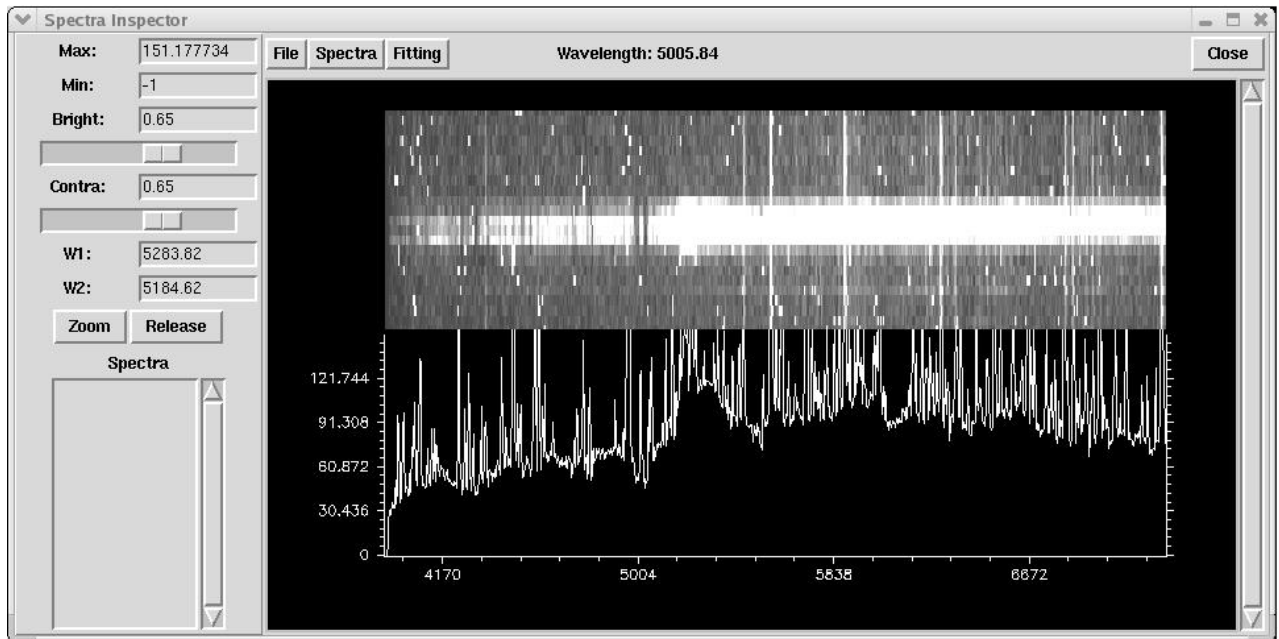 Spectra Inspector
Max: 151.177734
Min: -1
Bright: 0.65
Contra: 0.65
W1: 5283.82
W2: 5184.62
Zoom Release
Spectra
File Spectra Fitting Wavelength: 5005.84 Close
121.744
91.308
60.872
30.436
0
4170 5004 5838 6672